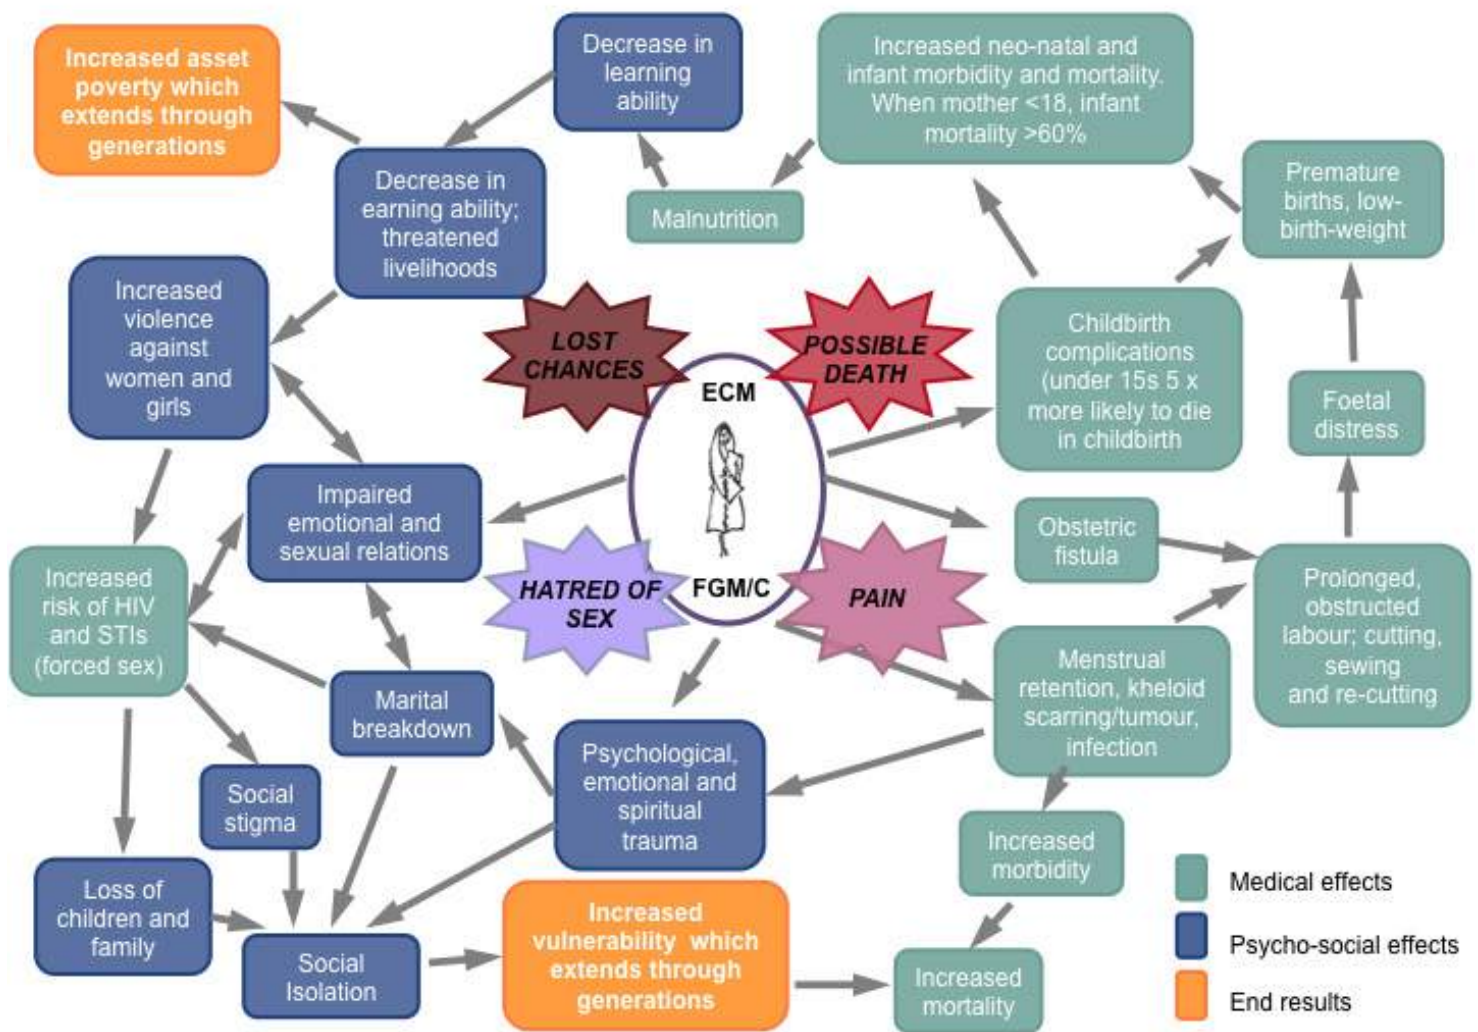 Increased asset
poverty which
extends through
generations
Decrease in
learning
ability
Increased neo-natal and
infant morbidity and mortality.
When mother <18, infant
mortality >60%
Premature
births, low-
birth-weight
Malnutrition
Decrease in
earning ability;
threatened
livelihoods
Increased
violence
against
women and
girls
LOST
CHANCES
POSSIBLE
DEATH
ECM
Childbirth
complications
(under 15s 5 x
more likely to die
in childbirth
Foetal
distress
Impaired
emotional and
sexual relations
Obstetric
fistula
Increased
risk of HIV
and STIs
(forced sex)
HATRED OF
SEX
FGM/C
PAIN
Prolonged,
obstructed
labour; cutting,
sewing
and re-cutting
Marital
breakdown
Menstrual
retention, kheloid
scarring/tumour,
infection
Psychological,
emotional and
spiritual
trauma
Social
stigma
Increased
morbidity
Loss of
children and
family
Social
Isolation
Increased
vulnerability which
extends through
generations
Increased
mortality
Medical effects
Psycho-social effects
End results